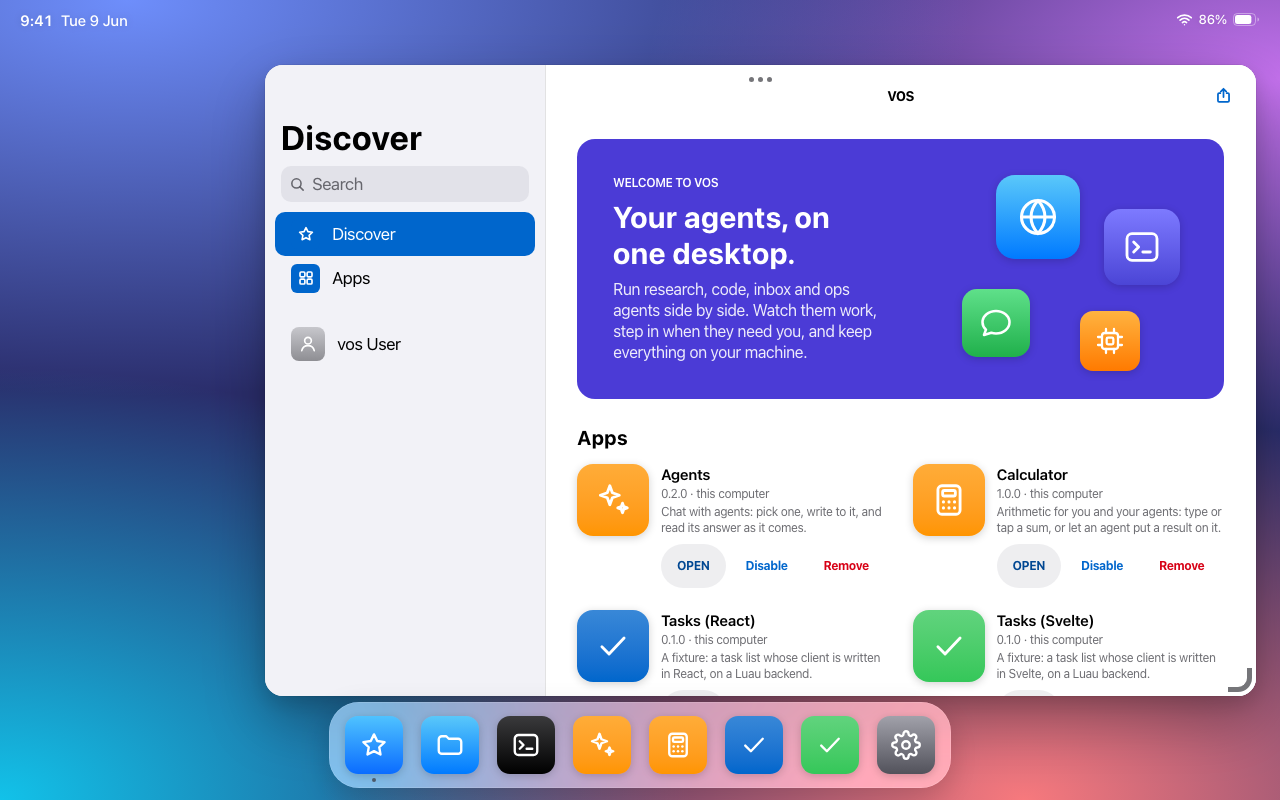 9:41 Tue 9 Jun
86%
VOS
Discover
Search
Discover
Apps
vos User
WELCOME TO VOS
Your agents, on
one desktop.
Run research, code, inbox and ops
agents side by side. Watch them work,
step in when they need you, and keep
everything on your machine.
Apps
Agents
0.2.0 · this computer
Chat with agents: pick one, write to it, and
read its answer as it comes.
OPEN Disable Remove
Calculator
1.0.0 · this computer
Arithmetic for you and your agents: type or
tap a sum, or let an agent put a result on it.
OPEN Disable Remove
Tasks (React)
0.1.0 · this computer
A fixture: a task list whose client is written
in React, on a Luau backend.
Tasks (Svelte)
0.1.0 · this computer
A fixture: a task list whose client is written
in Svelte, on a Luau backend.